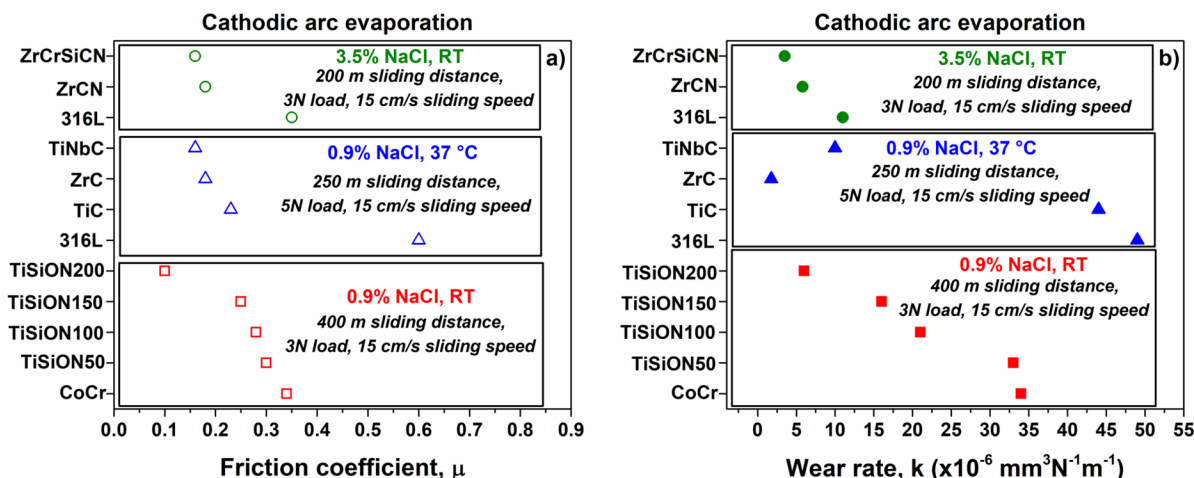 Cathodic arc evaporation
ZrCrSiCN
ZrCN
316L
TiNbC
ZrC
TiC
316L
TiSiON200
TiSiON150
TiSiON100
TiSiON50
CoCr
a)
3.5% NaCl, RT
200 m sliding distance,
3N load, 15 cm/s sliding speed
0.9% NaCl, 37 °C
250 m sliding distance,
5N load, 15 cm/s sliding speed
0.9% NaCl, RT
400 m sliding distance,
3N load, 15 cm/s sliding speed
0.0 0.1 0.2 0.3 0.4 0.5 0.6 0.7 0.8 0.9
Friction coefficient, μ
Cathodic arc evaporation
ZrCrSiCN
ZrCN
316L
TiNbC
ZrC
TiC
316L
TiSiON200
TiSiON150
TiSiON100
TiSiON50
CoCr
b)
3.5% NaCl, RT
200 m sliding distance,
3N load, 15 cm/s sliding speed
0.9% NaCl, 37 °C
250 m sliding distance,
5N load, 15 cm/s sliding speed
0.9% NaCl, RT
400 m sliding distance,
3N load, 15 cm/s sliding speed
0 5 10 15 20 25 30 35 40 45 50 55
Wear rate, k (x10⁻⁶ mm³N⁻¹m⁻¹)